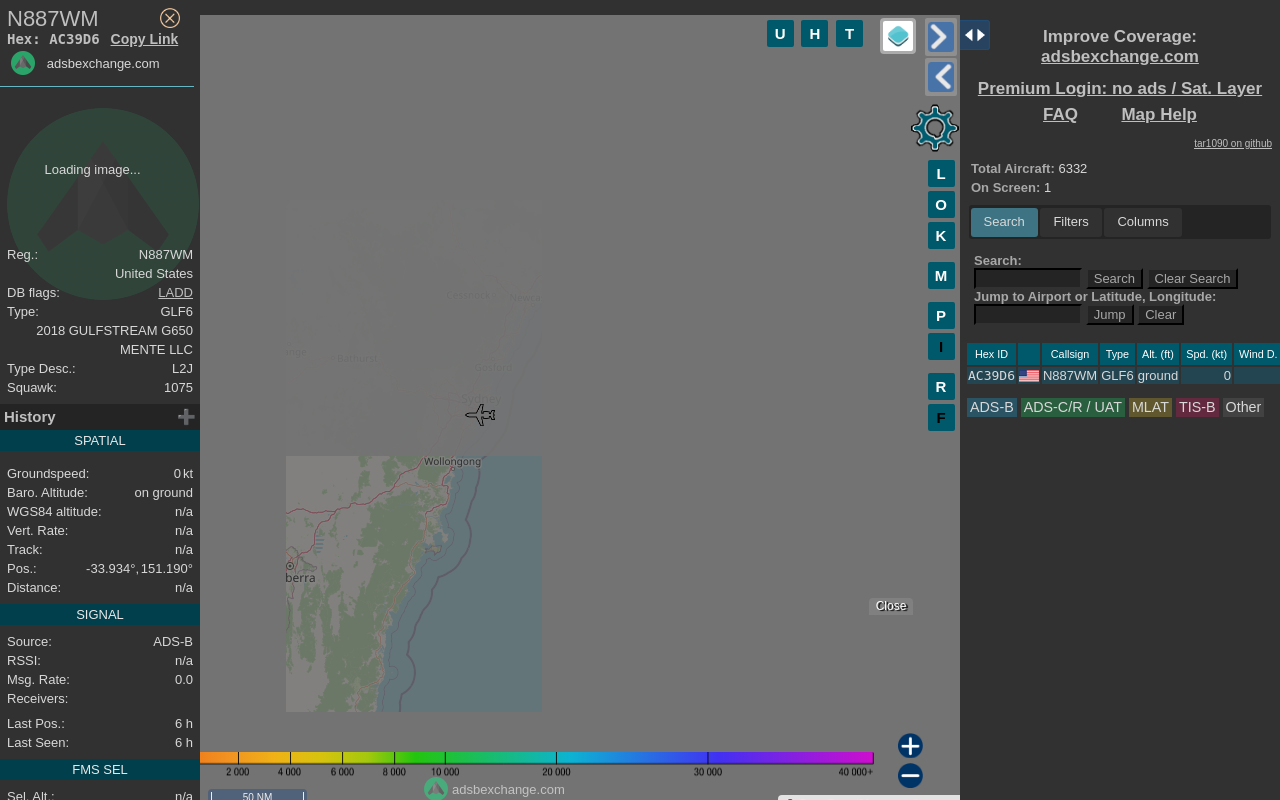 N887WM
Hex: AC39D6 Copy Link
adsbexchange.com
Loading image...
Reg.: N887WM
United States
DB flags: LADD
Type: GLF6
2018 GULFSTREAM G650
MENTE LLC
Type Desc.: L2J
Squawk: 1075
History
SPATIAL
Groundspeed: 0 kt
Baro. Altitude: on ground
WGS84 altitude: n/a
Vert. Rate: n/a
Track: n/a
Pos.: -33.934°, 151.190°
Distance: n/a
SIGNAL
Source: ADS-B
RSSI: n/a
Msg. Rate: 0.0
Receivers:
Last Pos.: 6 h
Last Seen: 6 h
FMS SEL
Sel. Alt.: n/a
U H T
L
O
K
M
P
I
R
F
Sydney
Wollongong
berra
Close
2 000 4 000 6 000 8 000 10 000 20 000 30 000 40 000+
adsbexchange.com
50 NM
Improve Coverage:
adsbexchange.com
Premium Login: no ads / Sat. Layer
FAQ Map Help
tar1090 on github
Total Aircraft: 6332
On Screen: 1
Search Filters Columns
Search:
Search Clear Search
Jump to Airport or Latitude, Longitude:
Jump Clear
Hex ID Callsign Type Alt. (ft) Spd. (kt) Wind D.
AC39D6 N887WM GLF6 ground 0
ADS-B ADS-C/R / UAT MLAT TIS-B Other